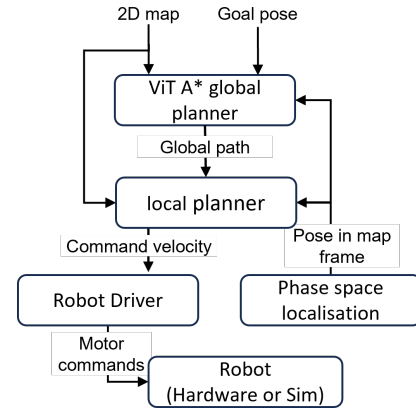 2D map
Goal pose
ViT A* global
planner
Global path
local planner
Command velocity
Pose in map
frame
Robot Driver
Phase space
localisation
Motor
commands
Robot
(Hardware or Sim)